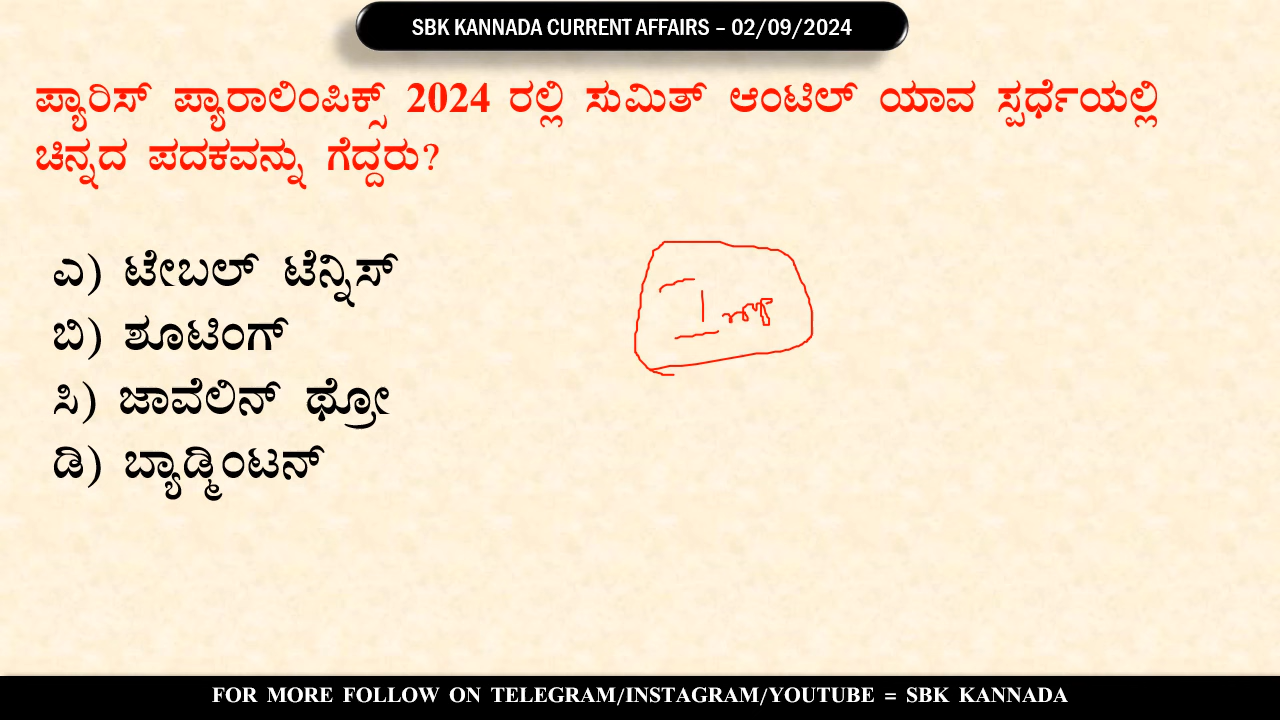 SBK KANNADA CURRENT AFFAIRS – 02/09/2024
ಪ್ಯಾರಿಸ್ ಪ್ಯಾರಾಲಿಂಪಿಕ್ಸ್ 2024 ರಲ್ಲಿ ಸುಮಿತ್ ಆಂಟಿಲ್ ಯಾವ ಸ್ಪರ್ಧೆಯಲ್ಲಿ
ಚಿನ್ನದ ಪದಕವನ್ನು ಗೆದ್ದರು?
ಎ) ಟೇಬಲ್ ಟೆನ್ನಿಸ್
ಬಿ) ಶೂಟಿಂಗ್
ಸಿ) ಜಾವೆಲಿನ್ ಥ್ರೋ
ಡಿ) ಬ್ಯಾಡ್ಮಿಂಟನ್
FOR MORE FOLLOW ON TELEGRAM/INSTAGRAM/YOUTUBE = SBK KANNADA